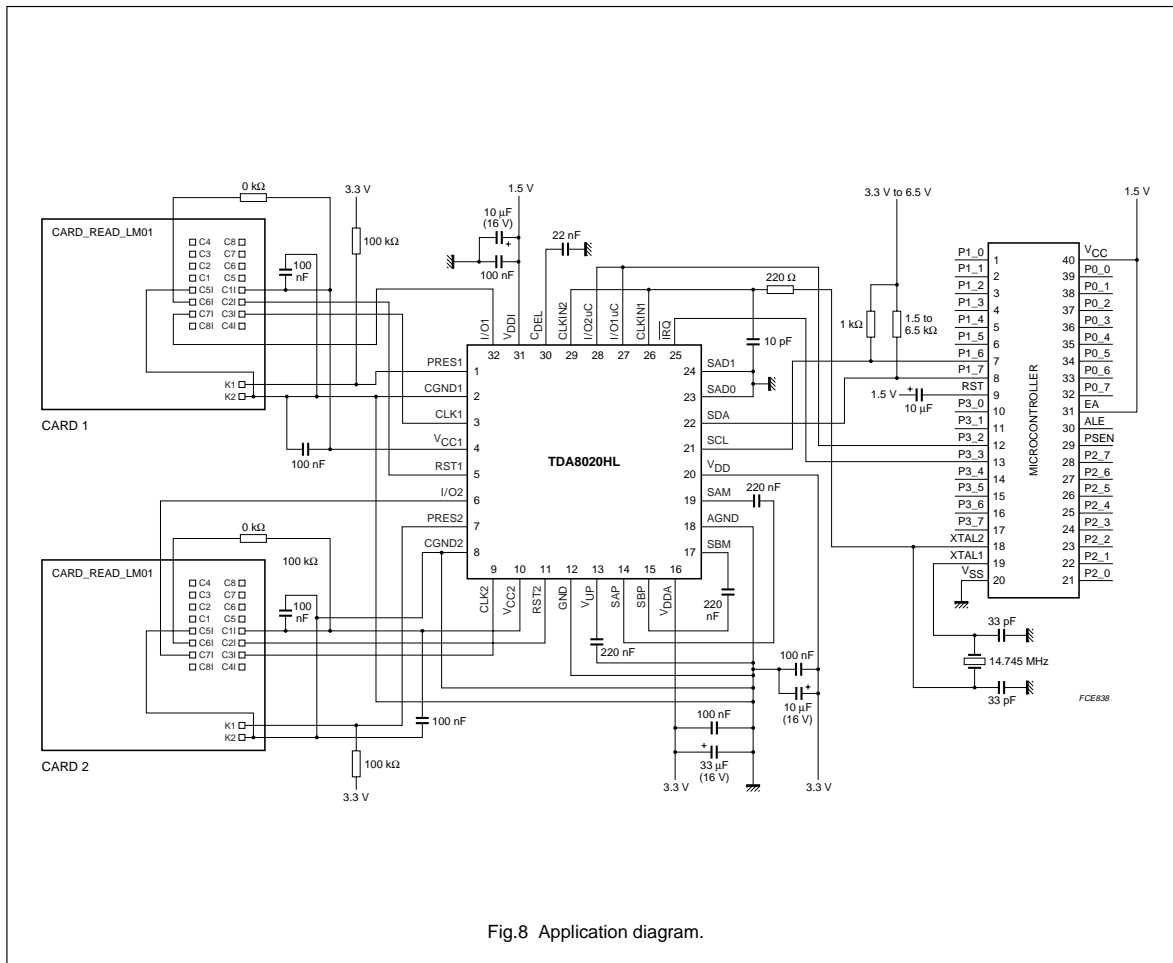 0 kΩ
3.3 V
1.5 V
10 μF
(16 V)
+
22 nF
100 nF
100 kΩ
220 Ω
3.3 V to 6.5 V
1.5 V
CARD_READ_LM01
C4 C8
C3 C7
C2 C6
C1 C5
C5I C1I
C6I C2I
C7I C3I
C8I C4I
100
nF
K1
K2
CARD 1
100 nF
I/O1
VDDI
CDEL
CLKIN2
I/O2uC
I/O1uC
CLKIN1
IRQ
32 31 30 29 28 27 26 25
10 pF
PRES1 1
CGND1 2
CLK1 3
VCC1 4
RST1 5
I/O2 6
PRES2 7
CGND2 8
TDA8020HL
24 SAD1
23 SAD0
22 SDA
21 SCL
20 VDD
19 SAM
18 AGND
17 SBM
220 nF
9 10 11 12 13 14 15 16
CLK2
VCC2
RST2
GND
VUP
SAP
SBP
VDDA
220
nF
220 nF
1 kΩ
1.5 to
6.5 kΩ
1.5 V
+
10 μF
MICROCONTROLLER
P1_0 1
P1_1 2
P1_2 3
P1_3 4
P1_4 5
P1_5 6
P1_6 7
P1_7 8
RST 9
P3_0 10
P3_1 11
P3_2 12
P3_3 13
P3_4 14
P3_5 15
P3_6 16
P3_7 17
XTAL2 18
XTAL1 19
VSS 20
40 VCC
39 P0_0
38 P0_1
37 P0_2
36 P0_3
35 P0_4
34 P0_5
33 P0_6
32 P0_7
31 EA
30 ALE
29 PSEN
28 P2_7
27 P2_6
26 P2_5
25 P2_4
24 P2_3
23 P2_2
22 P2_1
21 P2_0
33 pF
14.745 MHz
33 pF
0 kΩ
100 kΩ
CARD_READ_LM01
C4 C8
C3 C7
C2 C6
C1 C5
C5I C1I
C6I C2I
C7I C3I
C8I C4I
100
nF
K1
K2
CARD 2
100 nF
100 kΩ
3.3 V
100 nF
10 μF
(16 V)
+
100 nF
+
33 μF
(16 V)
3.3 V
3.3 V
FCE838
Fig.8 Application diagram.